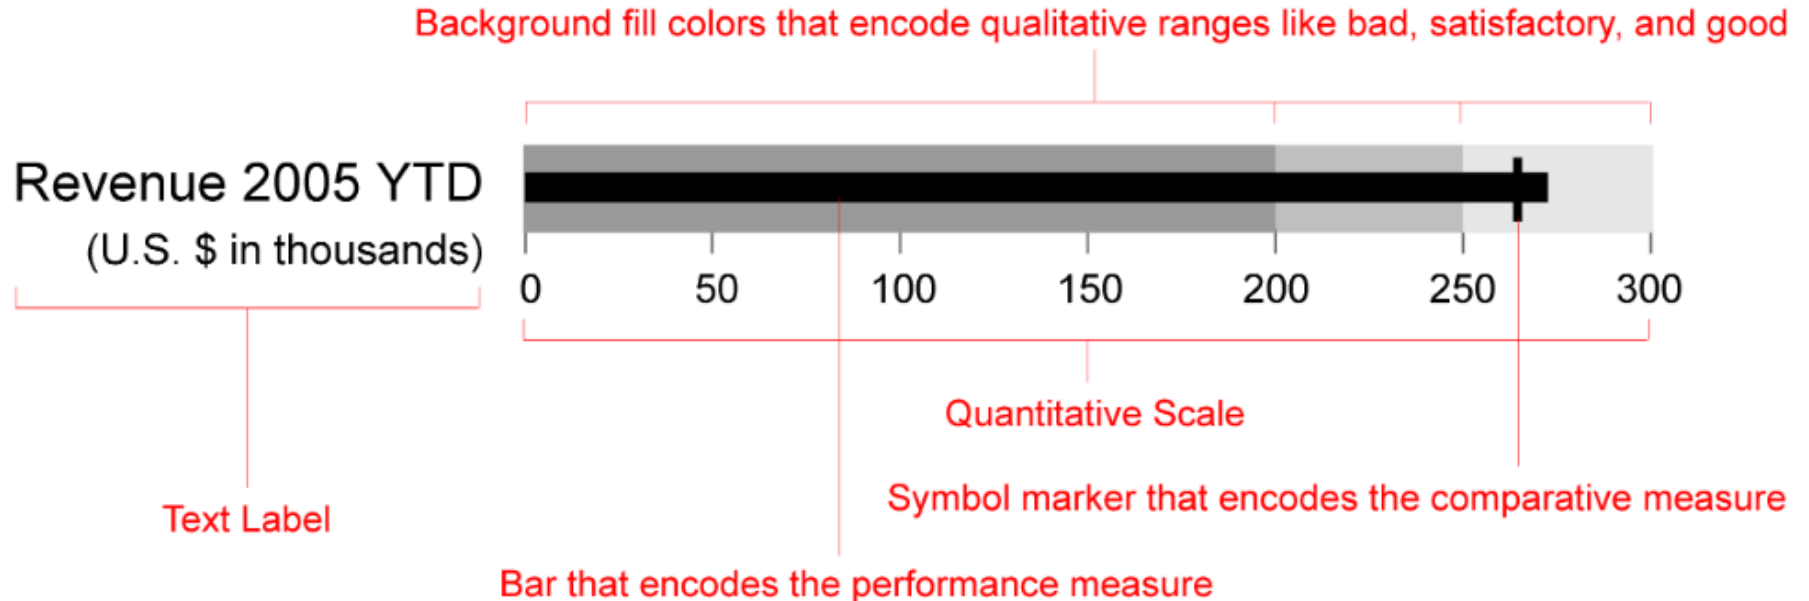 Background fill colors that encode qualitative ranges like bad, satisfactory, and good
Revenue 2005 YTD
(U.S. $ in thousands)
0 50 100 150 200 250 300
Quantitative Scale
Symbol marker that encodes the comparative measure
Text Label
Bar that encodes the performance measure